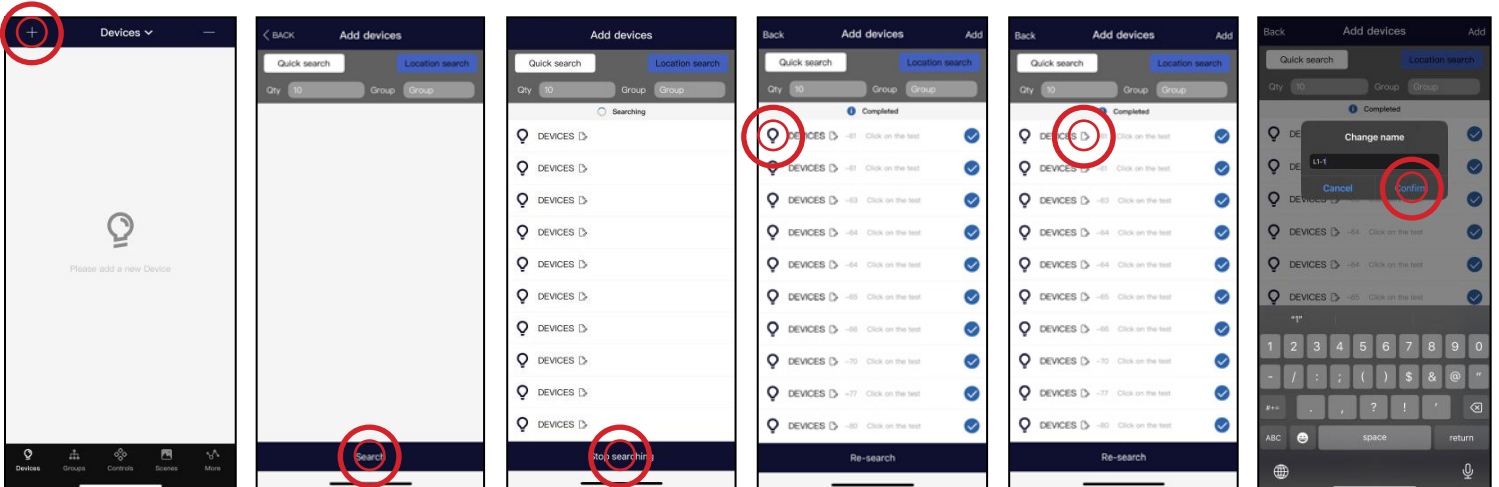 Devices
Please add a new Device
Devices
Groups
Controls
Scenes
More
BACK
Add devices
Quick search
Location search
Qty 10
Group Group
Search
Add devices
Quick search
Location search
Qty 10
Group Group
Searching
DEVICES
DEVICES
DEVICES
DEVICES
DEVICES
DEVICES
DEVICES
DEVICES
DEVICES
DEVICES
Stop searching
Back
Add devices
Add
Quick search
Location search
Qty 10
Group Group
Completed
DEVICES -61 Click on the test
DEVICES -61 Click on the test
DEVICES -63 Click on the test
DEVICES -64 Click on the test
DEVICES -64 Click on the test
DEVICES -65 Click on the test
DEVICES -66 Click on the test
DEVICES -70 Click on the test
DEVICES -77 Click on the test
DEVICES -80 Click on the test
Re-search
Back
Add devices
Add
Quick search
Location search
Qty 10
Group Group
Completed
DEVICES Click on the test
DEVICES -61 Click on the test
DEVICES -63 Click on the test
DEVICES -64 Click on the test
DEVICES -64 Click on the test
DEVICES -65 Click on the test
DEVICES -66 Click on the test
DEVICES -70 Click on the test
DEVICES -77 Click on the test
DEVICES -80 Click on the test
Re-search
Back
Add devices
Add
Quick search
Location search
Qty 10
Group Group
Completed
Change name
L1-1
Cancel
Confirm
DEVICES -64 Click on the test
DEVICES -64 Click on the test
DEVICES -65 Click on the test
"1"
1 2 3 4 5 6 7 8 9 0
- / : ; ( ) $ & @ "
#+= . , ? ! '
ABC space return